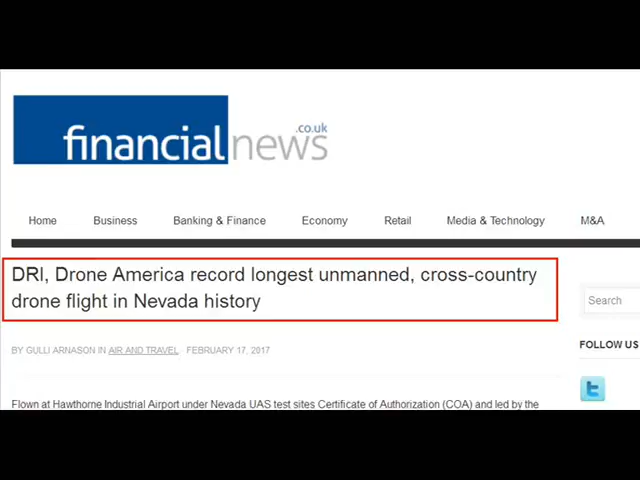 financialnews
.co.uk
Home Business Banking & Finance Economy Retail Media & Technology M&A
DRI, Drone America record longest unmanned, cross-country
drone flight in Nevada history
Search
BY GULLI ARNASON IN AIR AND TRAVEL · FEBRUARY 17, 2017
FOLLOW US
Flown at Hawthorne Industrial Airport under Nevada UAS test sites Certificate of Authorization (COA) and led by the